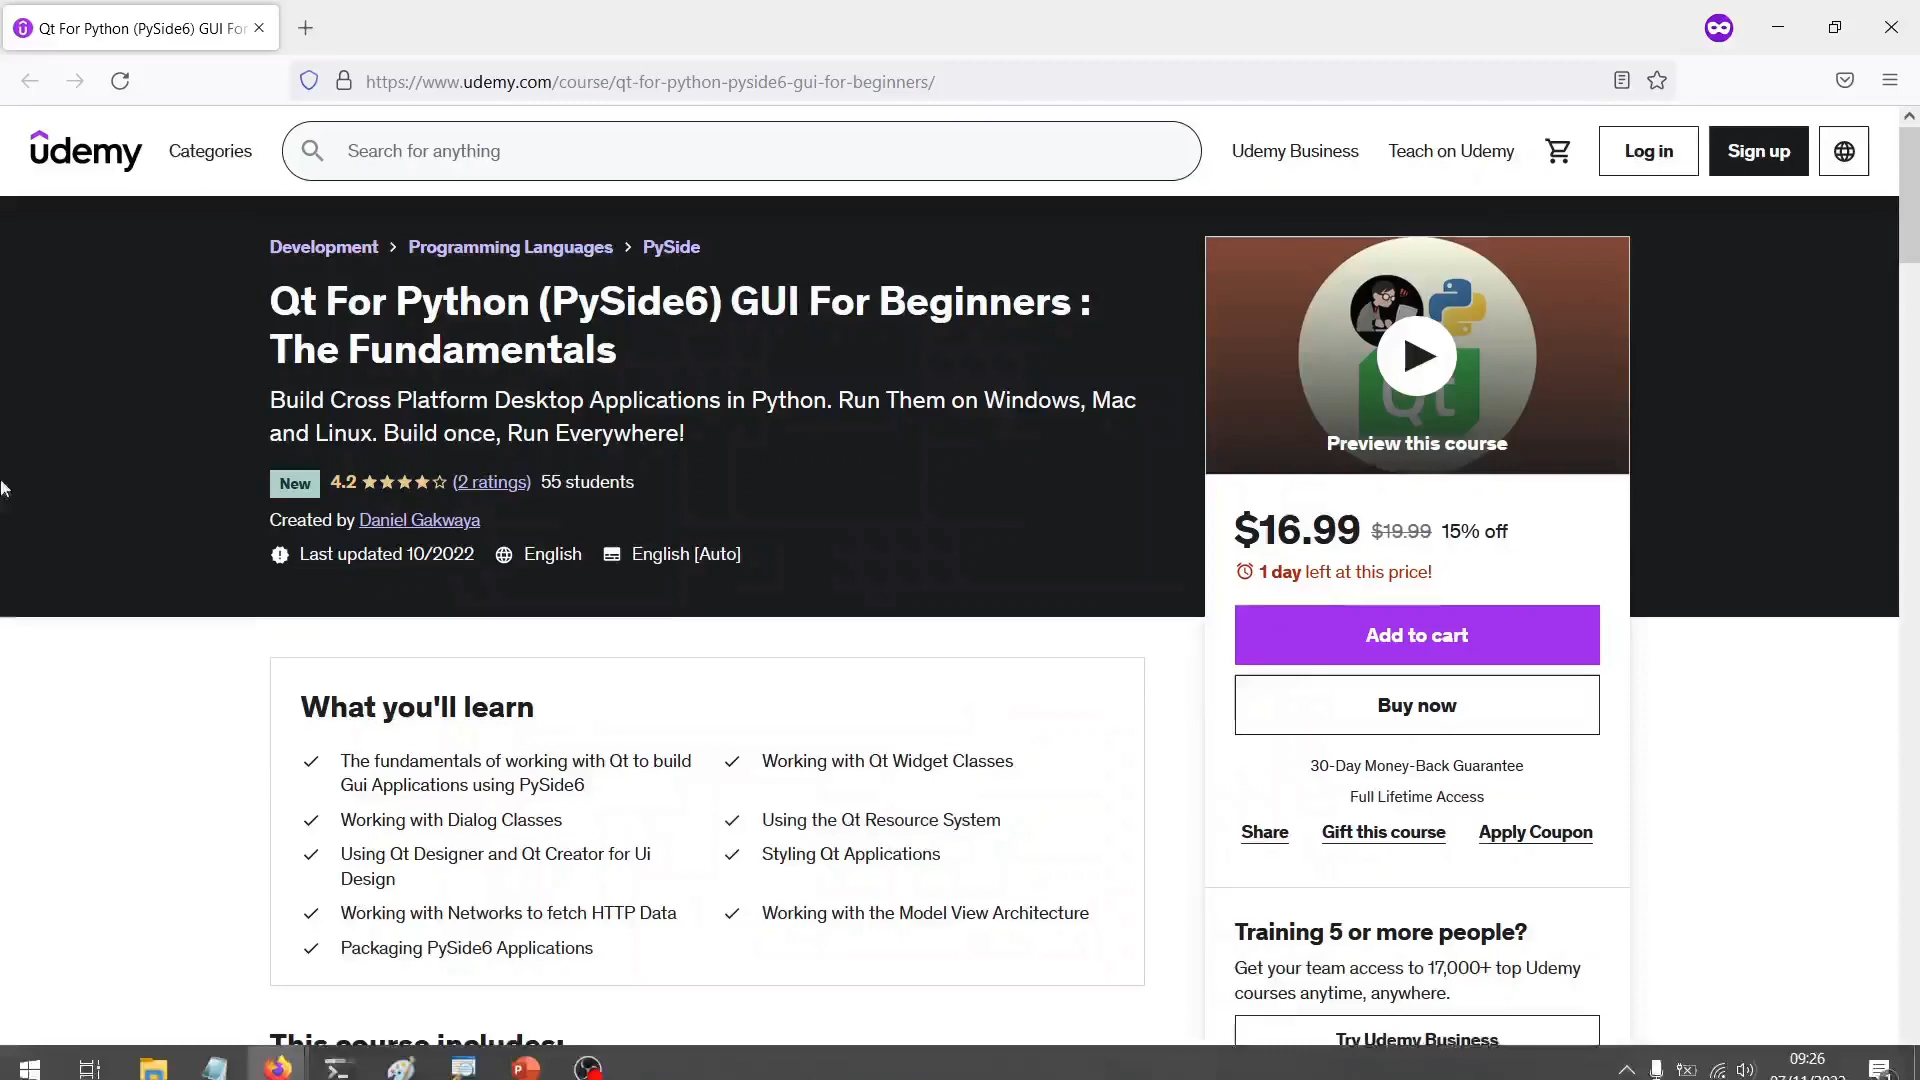 Qt For Python (PySide6) GUI For
https://www.udemy.com/course/qt-for-python-pyside6-gui-for-beginners/
udemy
Categories
Search for anything
Udemy Business
Teach on Udemy
Log in
Sign up
Development > Programming Languages > PySide
Qt For Python (PySide6) GUI For Beginners :
The Fundamentals
Build Cross Platform Desktop Applications in Python. Run Them on Windows, Mac
and Linux. Build once, Run Everywhere!
New 4.2 (2 ratings) 55 students
Created by Daniel Gakwaya
Last updated 10/2022 English English [Auto]
Qt
Preview this course
$16.99 $19.99 15% off
1 day left at this price!
Add to cart
Buy now
30-Day Money-Back Guarantee
Full Lifetime Access
Share Gift this course Apply Coupon
Training 5 or more people?
Get your team access to 17,000+ top Udemy
courses anytime, anywhere.
Try Udemy Business
What you'll learn
The fundamentals of working with Qt to build
Gui Applications using PySide6
Working with Qt Widget Classes
Working with Dialog Classes
Using the Qt Resource System
Using Qt Designer and Qt Creator for Ui
Design
Styling Qt Applications
Working with Networks to fetch HTTP Data
Working with the Model View Architecture
Packaging PySide6 Applications
This course includes:
09:26
07/11/2022